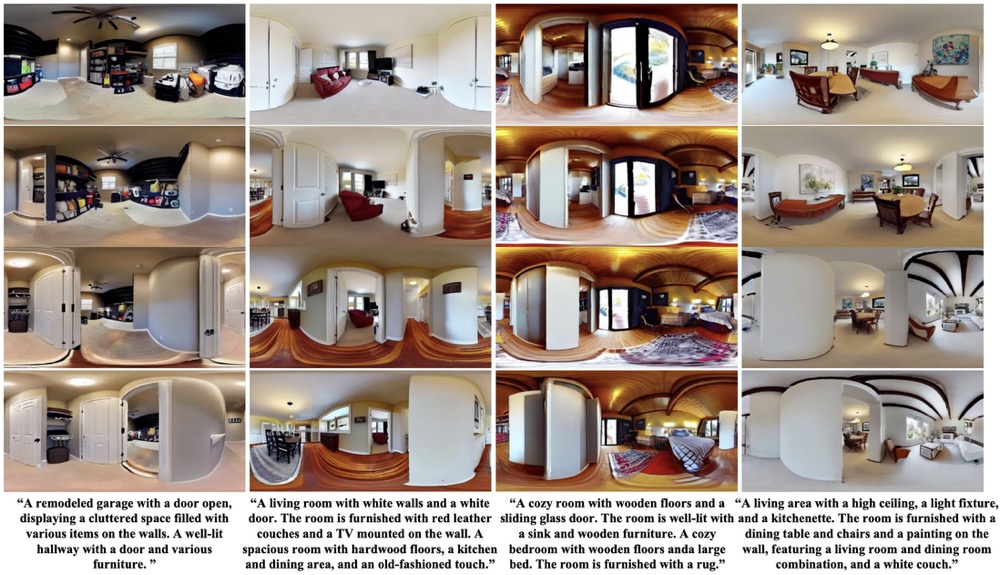 “A remodeled garage with a door open,
displaying a cluttered space filled with
various items on the walls. A well-lit
hallway with a door and various
furniture. ”
“A living room with white walls and a white
door. The room is furnished with red leather
couches and a TV mounted on the wall. A
spacious room with hardwood floors, a kitchen
and dining area, and an old-fashioned touch.”
“A cozy room with wooden floors and a
sliding glass door. The room is well-lit with
a sink and wooden furniture. A cozy
bedroom with wooden floors anda large
bed. The room is furnished with a rug.”
“A living area with a high ceiling, a light fixture,
and a kitchenette. The room is furnished with a
dining table and chairs and a painting on the
wall, featuring a living room and dining room
combination, and a white couch.”